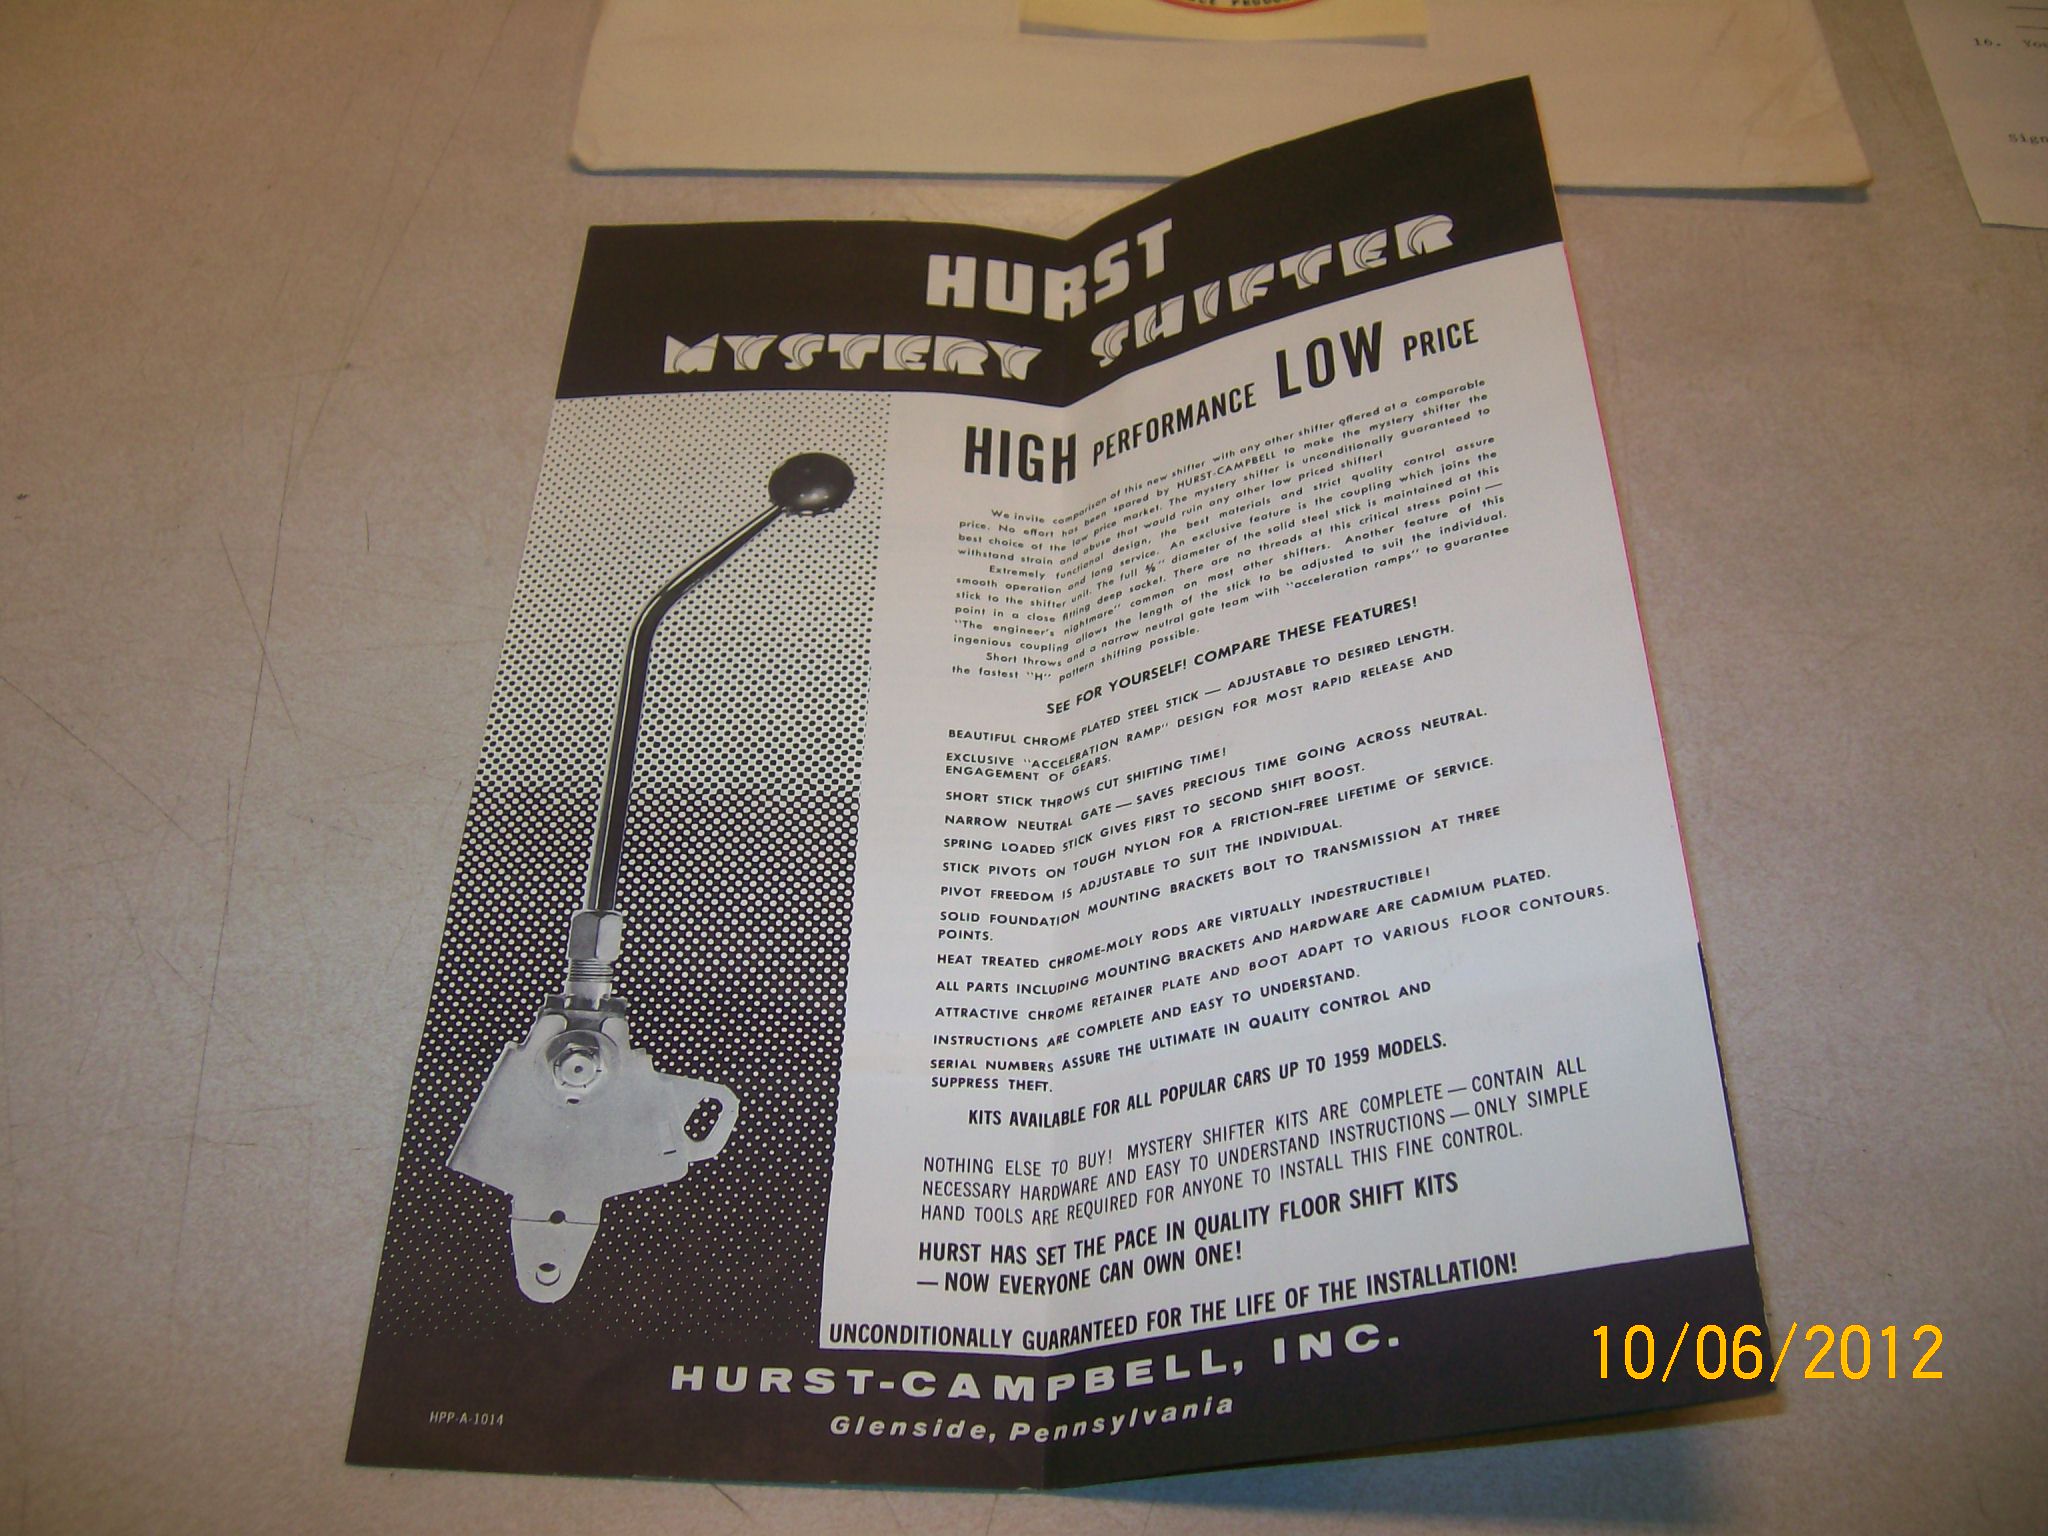 PRODU
16. You
Sign
HURST
MYSTERY SHIFTER
HIGH PERFORMANCE LOW PRICE
We invite comparison of this new shifter with any other shifter offered at a comparable
price. No effort has been spared by HURST-CAMPBELL to make the mystery shifter the
best choice of the low price market. The mystery shifter is unconditionally guaranteed to
withstand strain and abuse that would ruin any other low priced shifter!
Extremely functional design, the best materials and strict quality control assure
smooth operation and long service. An exclusive feature is the coupling which joins the
stick to the shifter unit. The full 5/8" diameter of the solid steel stick is maintained at this
point in a close fitting deep socket. There are no threads at this critical stress point —
"The engineer's nightmare" common on most other shifters. Another feature of this
ingenious coupling allows the length of the stick to be adjusted to suit the individual.
Short throws and a narrow neutral gate team with "acceleration ramps" to guarantee
the fastest "H" pattern shifting possible.
SEE FOR YOURSELF! COMPARE THESE FEATURES!
BEAUTIFUL CHROME PLATED STEEL STICK — ADJUSTABLE TO DESIRED LENGTH.
EXCLUSIVE "ACCELERATION RAMP" DESIGN FOR MOST RAPID RELEASE AND
ENGAGEMENT OF GEARS.
SHORT STICK THROWS CUT SHIFTING TIME!
NARROW NEUTRAL GATE — SAVES PRECIOUS TIME GOING ACROSS NEUTRAL.
SPRING LOADED STICK GIVES FIRST TO SECOND SHIFT BOOST.
STICK PIVOTS ON TOUGH NYLON FOR A FRICTION-FREE LIFETIME OF SERVICE.
PIVOT FREEDOM IS ADJUSTABLE TO SUIT THE INDIVIDUAL.
SOLID FOUNDATION MOUNTING BRACKETS BOLT TO TRANSMISSION AT THREE
POINTS.
HEAT TREATED CHROME-MOLY RODS ARE VIRTUALLY INDESTRUCTIBLE!
ALL PARTS INCLUDING MOUNTING BRACKETS AND HARDWARE ARE CADMIUM PLATED.
ATTRACTIVE CHROME RETAINER PLATE AND BOOT ADAPT TO VARIOUS FLOOR CONTOURS.
INSTRUCTIONS ARE COMPLETE AND EASY TO UNDERSTAND.
SERIAL NUMBERS ASSURE THE ULTIMATE IN QUALITY CONTROL AND
SUPPRESS THEFT.
KITS AVAILABLE FOR ALL POPULAR CARS UP TO 1959 MODELS.
NOTHING ELSE TO BUY! MYSTERY SHIFTER KITS ARE COMPLETE — CONTAIN ALL
NECESSARY HARDWARE AND EASY TO UNDERSTAND INSTRUCTIONS — ONLY SIMPLE
HAND TOOLS ARE REQUIRED FOR ANYONE TO INSTALL THIS FINE CONTROL.
HURST HAS SET THE PACE IN QUALITY FLOOR SHIFT KITS
— NOW EVERYONE CAN OWN ONE!
UNCONDITIONALLY GUARANTEED FOR THE LIFE OF THE INSTALLATION!
HURST-CAMPBELL, INC.
Glenside, Pennsylvania
HPP-A-1014
10/06/2012